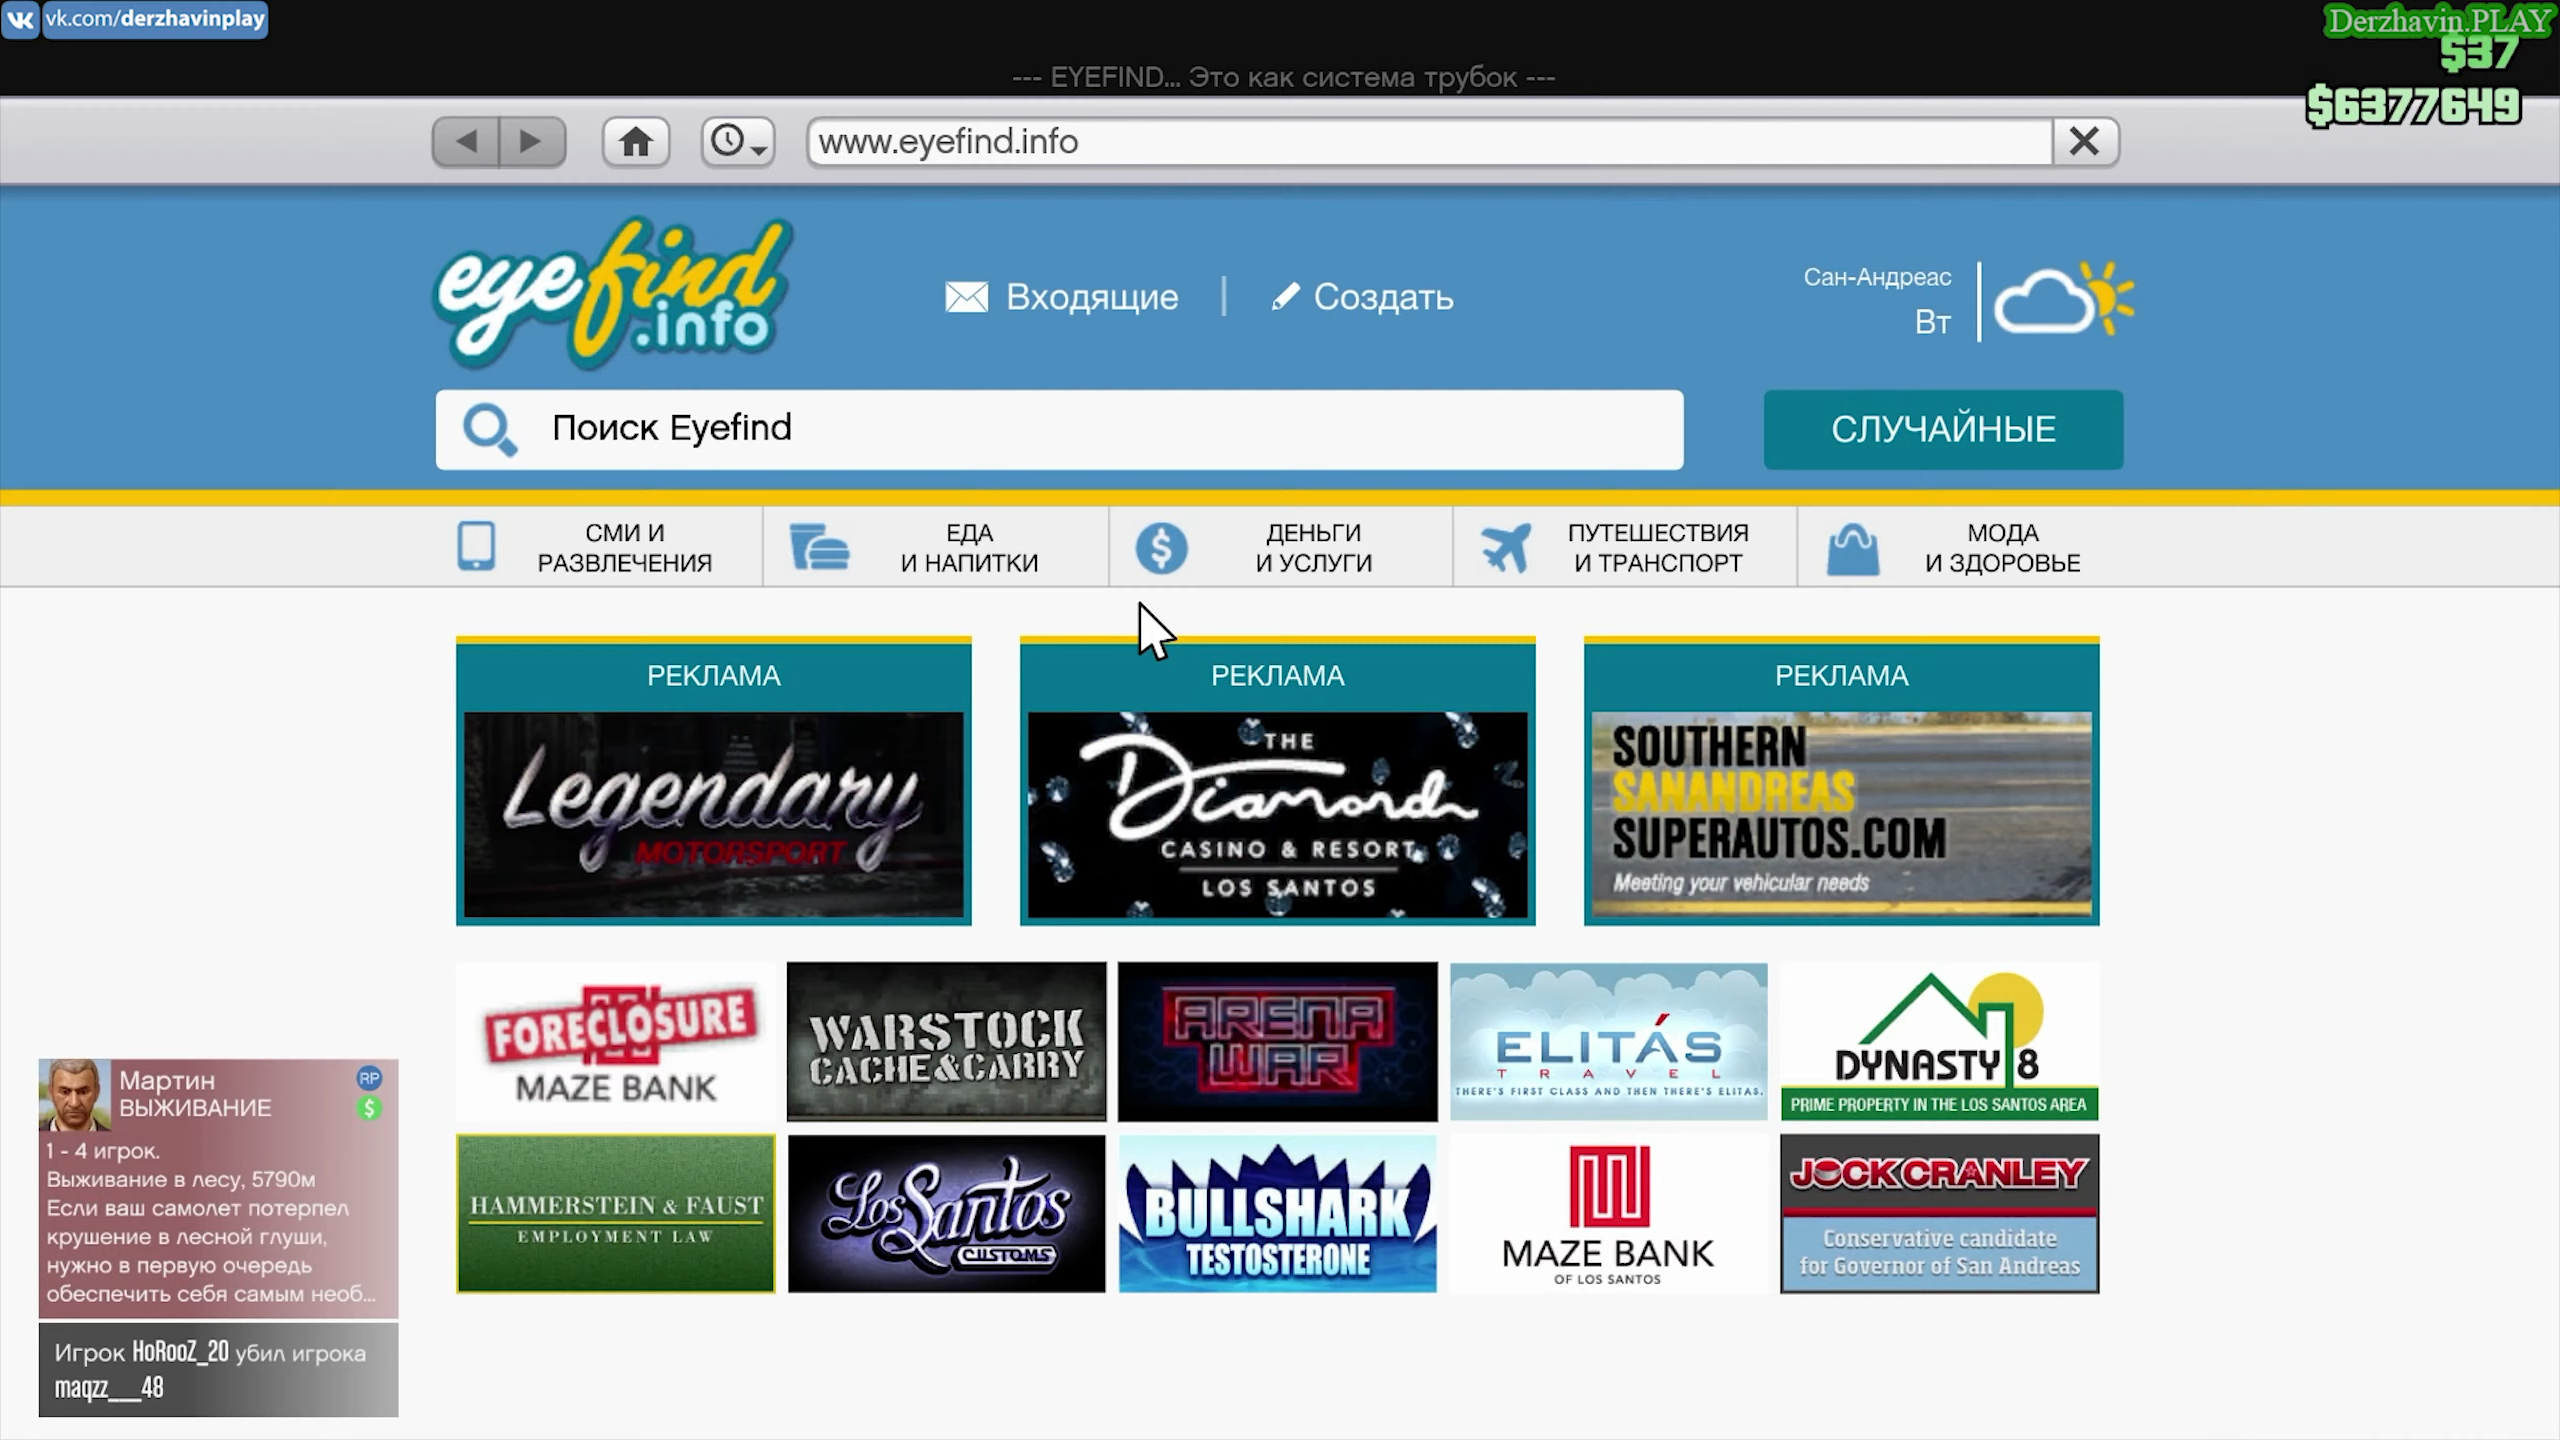 vk.com/derzhavinplay
Derzhavin.PLAY
$37
--- EYEFIND... Это как система трубок ---
$6377649
www.eyefind.info
eyefind
.info
Входящие
Создать
Сан-Андреас
Вт
Поиск Eyefind
СЛУЧАЙНЫЕ
СМИ И
РАЗВЛЕЧЕНИЯ
ЕДА
И НАПИТКИ
ДЕНЬГИ
И УСЛУГИ
ПУТЕШЕСТВИЯ
И ТРАНСПОРТ
МОДА
И ЗДОРОВЬЕ
РЕКЛАМА
Legendary
MOTORSPORT
РЕКЛАМА
THE
Diamond
CASINO & RESORT
LOS SANTOS
РЕКЛАМА
SOUTHERN
SANANDREAS
SUPERAUTOS.COM
Meeting your vehicular needs
FORECLOSURE
MAZE BANK
WARSTOCK
CACHE&CARRY
ARENA
WAR
ELITÁS
TRAVEL
THERE'S FIRST CLASS AND THEN THERE'S ELITAS.
DYNASTY 8
PRIME PROPERTY IN THE LOS SANTOS AREA
HAMMERSTEIN & FAUST
EMPLOYMENT LAW
Los Santos
CUSTOMS
BULLSHARK
TESTOSTERONE
MAZE BANK
OF LOS SANTOS
JOCK CRANLEY
Conservative candidate
for Governor of San Andreas
Мартин
ВЫЖИВАНИЕ
RP
$
1 - 4 игрок.
Выживание в лесу, 5790м
Если ваш самолет потерпел
крушение в лесной глуши,
нужно в первую очередь
обеспечить себя самым необ...
Игрок HoRooZ_20 убил игрока
maqzz___48